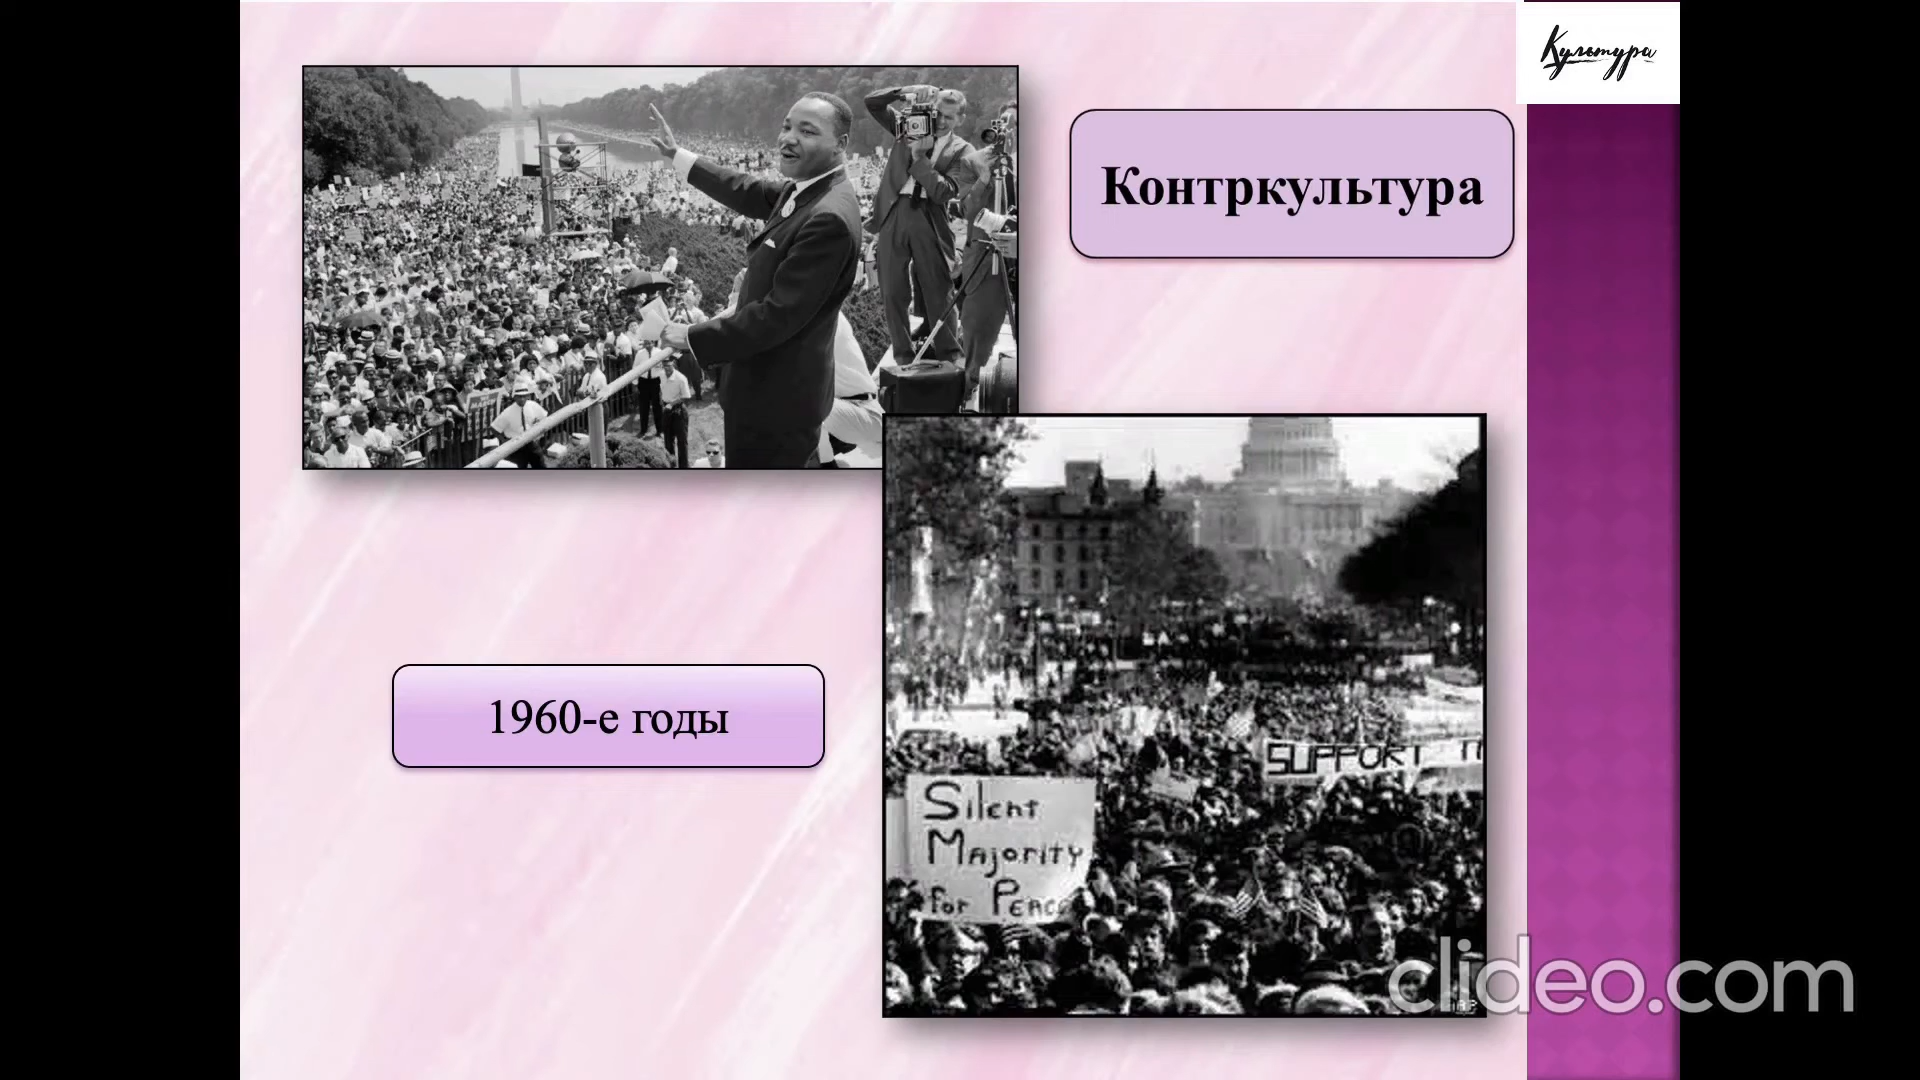 Культура
Контркультура
1960-е годы
SUPPORT
Silent
Majority
for Peace
clideo.com